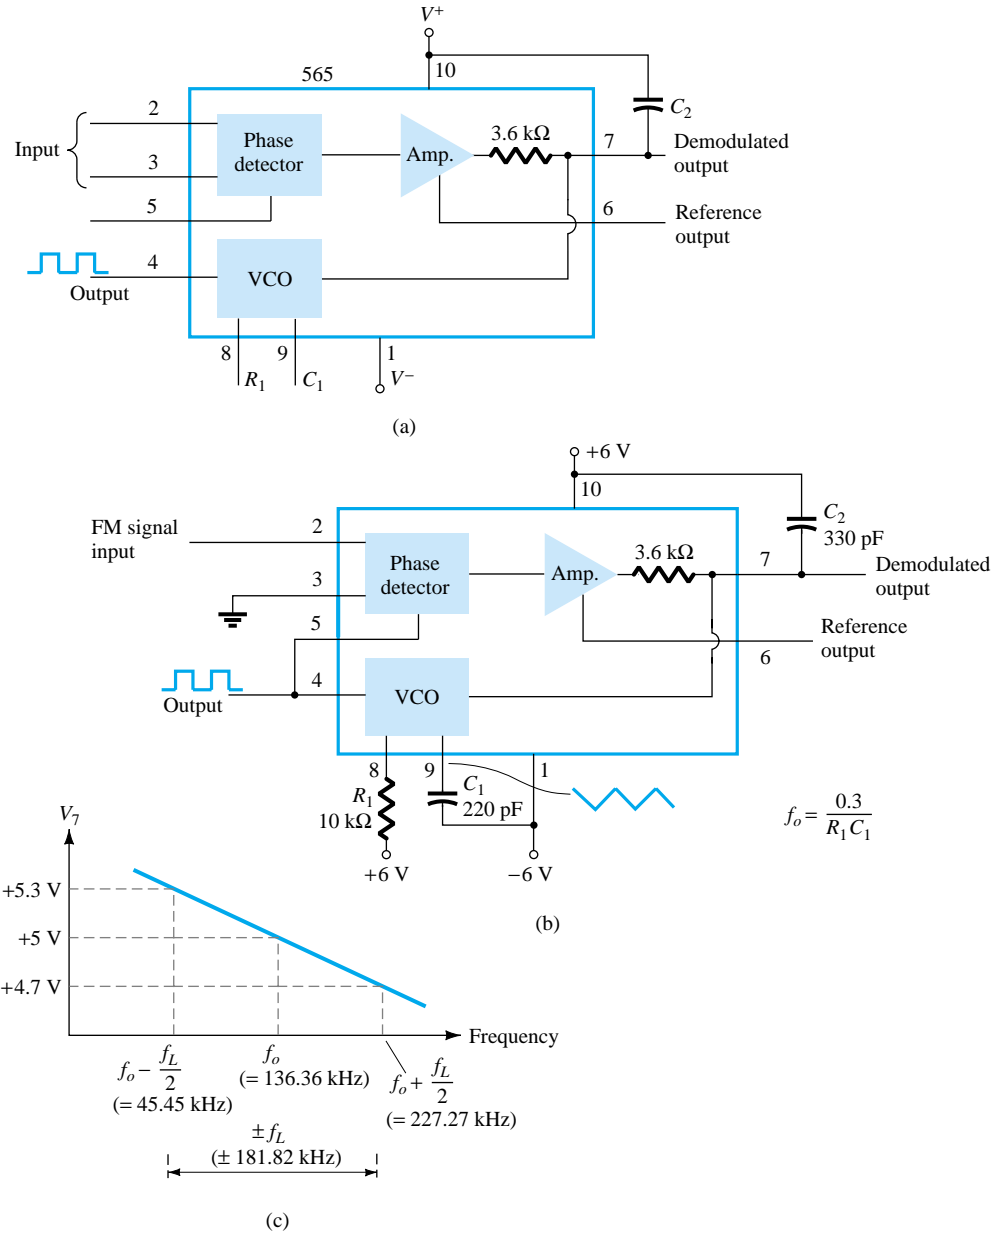 V+
565
10
C2
2
Input
Phase
detector
3
Amp.
3.6 kΩ
7
Demodulated
output
5
6
Reference
output
4
Output
VCO
8
R1
9
C1
1
V−
(a)
+6 V
10
C2
330 pF
FM signal
input
2
Phase
detector
3
Amp.
3.6 kΩ
7
Demodulated
output
5
Reference
output
6
4
Output
VCO
8
R1
10 kΩ
+6 V
9
C1
220 pF
1
−6 V
fo = 0.3 / R1C1
(b)
V7
+5.3 V
+5 V
+4.7 V
Frequency
fo − fL/2
(= 45.45 kHz)
fo
(= 136.36 kHz)
fo + fL/2
(= 227.27 kHz)
± fL
(± 181.82 kHz)
(c)